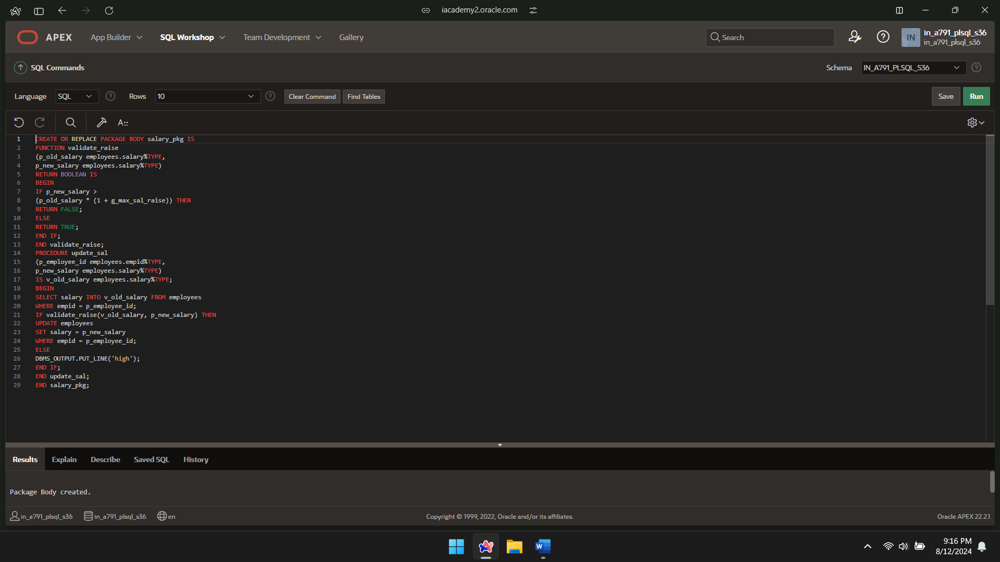 iacademy2.oracle.com
APEX App Builder SQL Workshop Team Development Gallery Search IN in_a791_plsql_s36
in_a791_plsql_s36
SQL Commands Schema IN_A791_PLSQL_S36
Language SQL Rows 10 Clear Command Find Tables Save Run
A
1 CREATE OR REPLACE PACKAGE BODY salary_pkg IS
2 FUNCTION validate_raise
3 (p_old_salary employees.salary%TYPE,
4 p_new_salary employees.salary%TYPE)
5 RETURN BOOLEAN IS
6 BEGIN
7 IF p_new_salary >
8 (p_old_salary * (1 + g_max_sal_raise)) THEN
9 RETURN FALSE;
10 ELSE
11 RETURN TRUE;
12 END IF;
13 END validate_raise;
14 PROCEDURE update_sal
15 (p_employee_id employees.empid%TYPE,
16 p_new_salary employees.salary%TYPE)
17 IS v_old_salary employees.salary%TYPE;
18 BEGIN
19 SELECT salary INTO v_old_salary FROM employees
20 WHERE empid = p_employee_id;
21 IF validate_raise(v_old_salary, p_new_salary) THEN
22 UPDATE employees
23 SET salary = p_new_salary
24 WHERE empid = p_employee_id;
25 ELSE
26 DBMS_OUTPUT.PUT_LINE('high');
27 END IF;
28 END update_sal;
29 END salary_pkg;
Results Explain Describe Saved SQL History
Package Body created.
in_a791_plsql_s36 in_a791_plsql_s36 en Copyright © 1999, 2022, Oracle and/or its affiliates. Oracle APEX 22.2.1
W 9:16 PM
8/12/2024